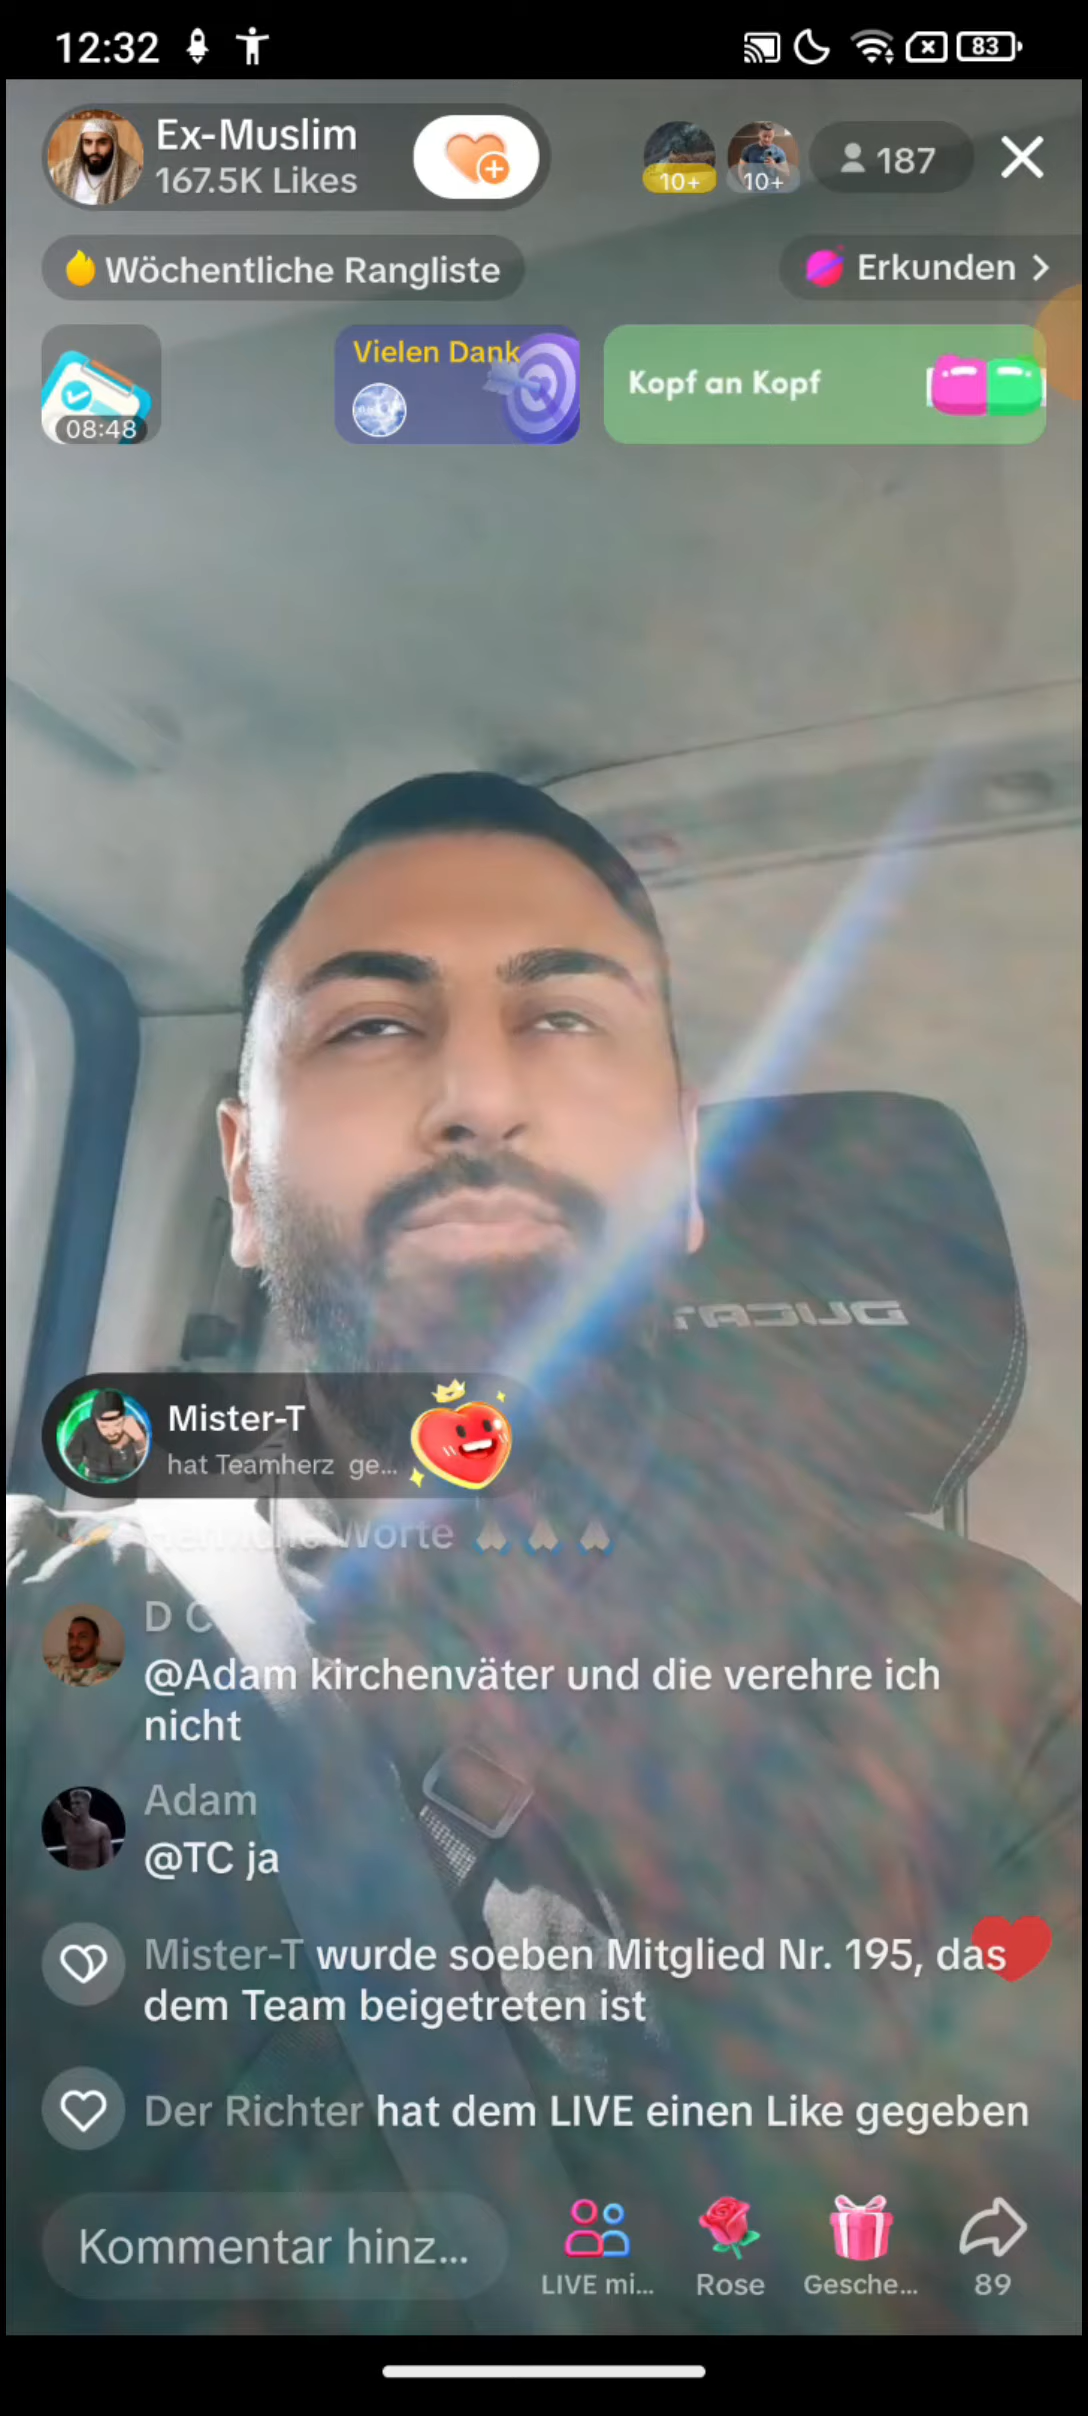 12:32
83
Ex-Muslim
167.5K Likes
10+
10+
187
Wöchentliche Rangliste
Erkunden
Vielen Dank
Kopf an Kopf
08:48
DUCAT
Mister-T
hat Teamherz ge...
Worte 🙏🙏🙏
D C
@Adam kirchenväter und die verehre ich
nicht
Adam
@TC ja
Mister-T wurde soeben Mitglied Nr. 195, das
dem Team beigetreten ist
Der Richter hat dem LIVE einen Like gegeben
Kommentar hinz...
LIVE mi...
Rose
Gesche...
89